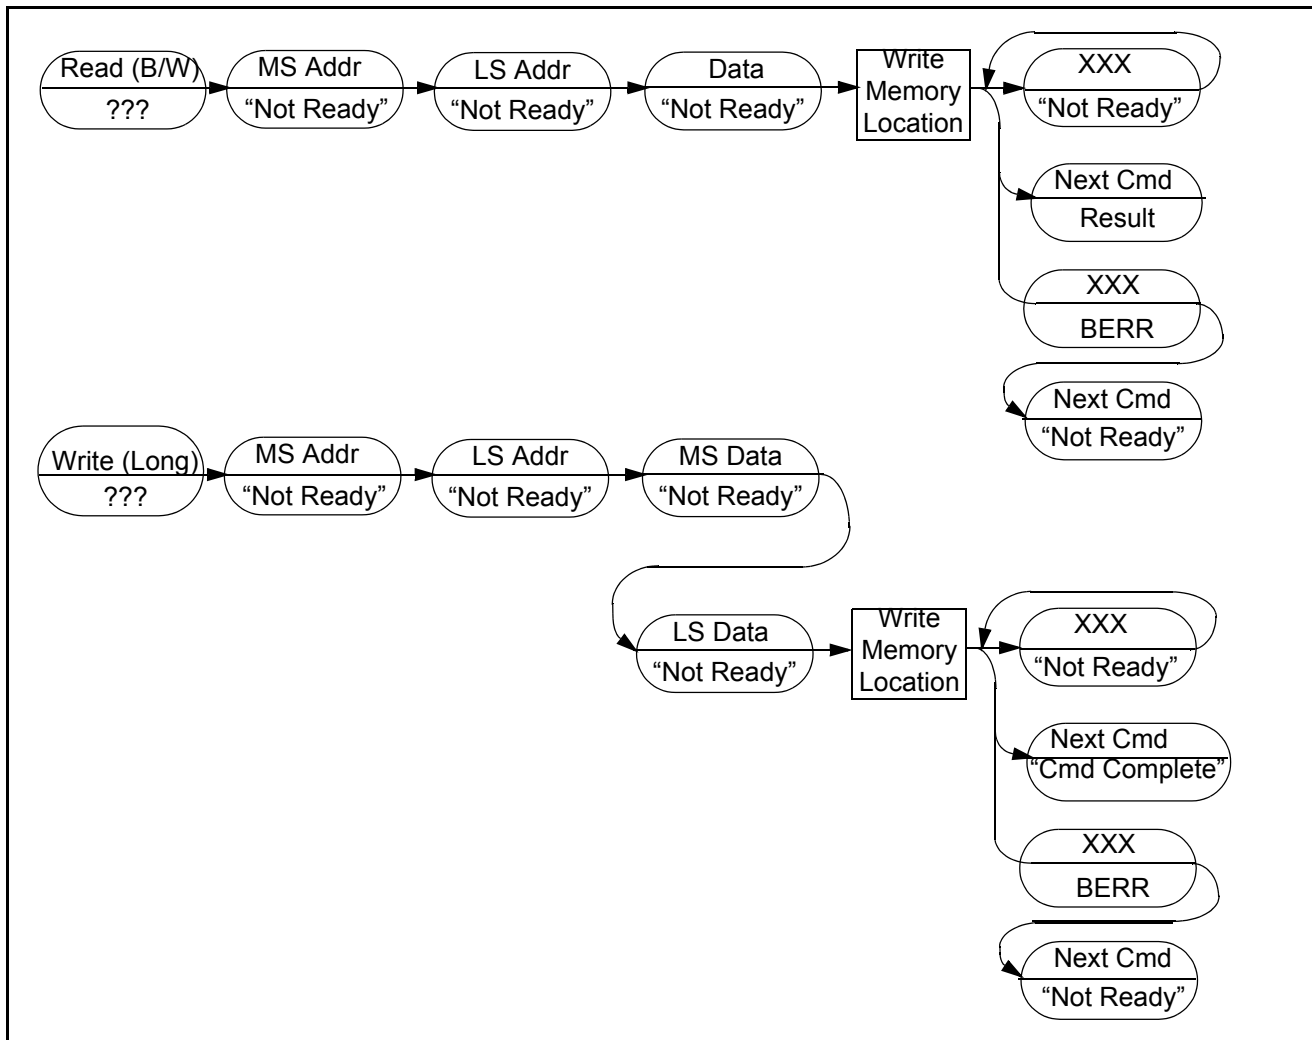 Read (B/W)
???
MS Addr
“Not Ready”
LS Addr
“Not Ready”
Data
“Not Ready”
Write
Memory
Location
XXX
“Not Ready”
Next Cmd
Result
XXX
BERR
Next Cmd
“Not Ready”
Write (Long)
???
MS Addr
“Not Ready”
LS Addr
“Not Ready”
MS Data
“Not Ready”
LS Data
“Not Ready”
Write
Memory
Location
XXX
“Not Ready”
Next Cmd
“Cmd Complete”
XXX
BERR
Next Cmd
“Not Ready”